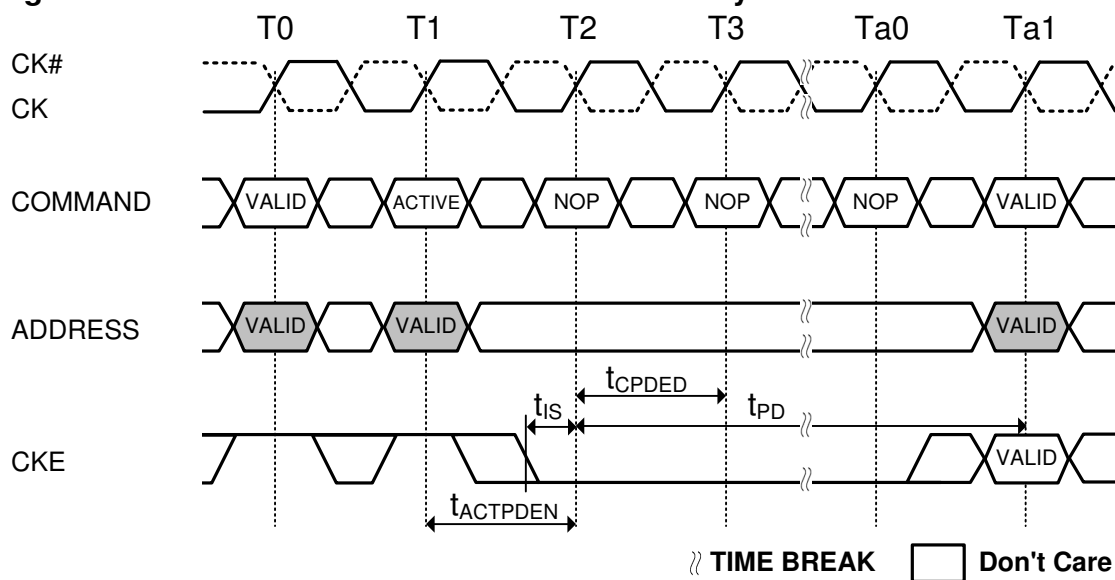 T0 T1 T2 T3 Ta0 Ta1
CK#
CK
COMMAND VALID ACTIVE NOP NOP NOP VALID
ADDRESS VALID VALID VALID
tCPDED
tIS tPD
CKE VALID
tACTPDEN
TIME BREAK Don't Care